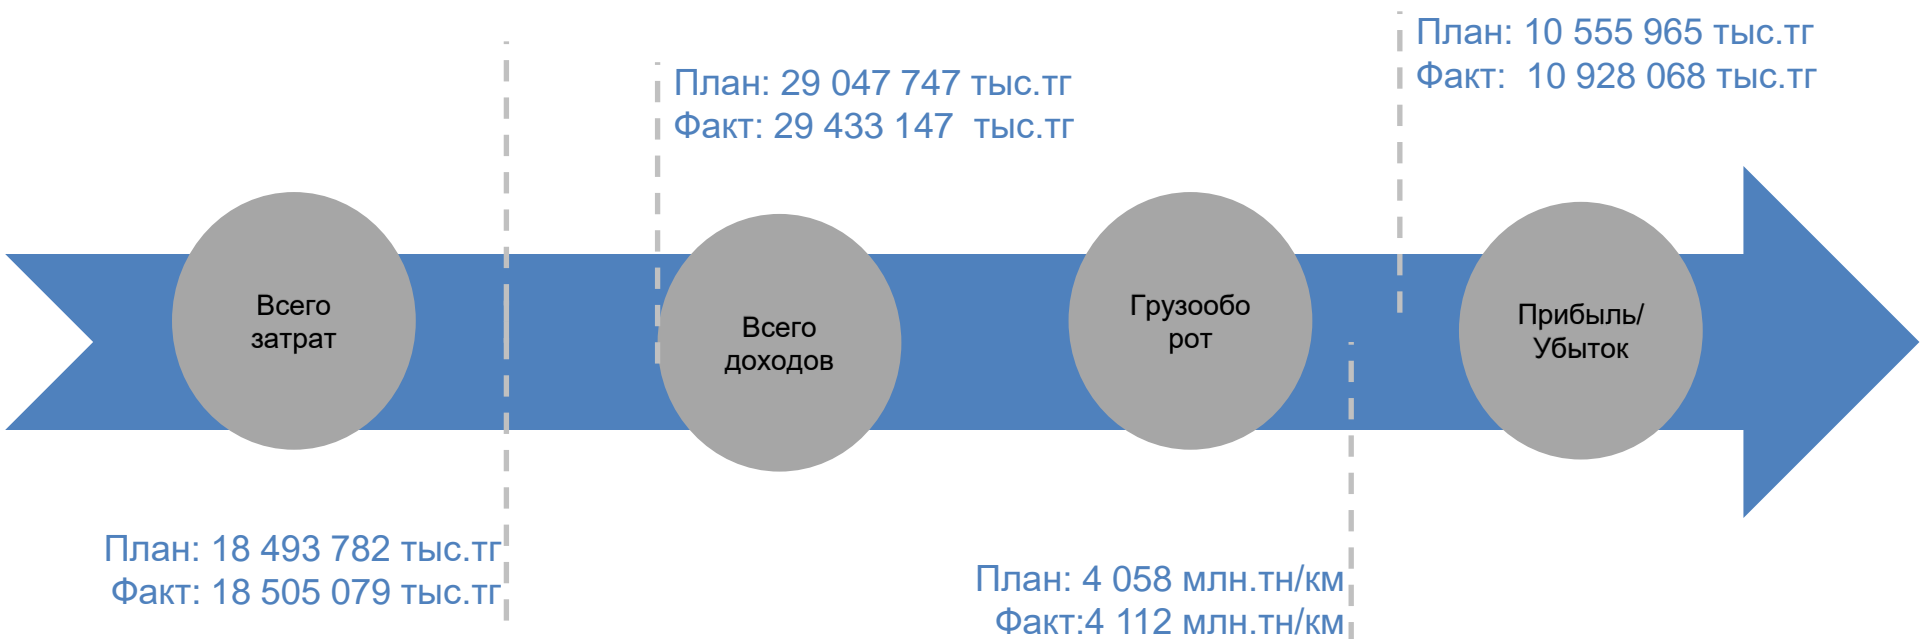 План: 10 555 965 тыс.тг
Факт: 10 928 068 тыс.тг
План: 29 047 747 тыс.тг
Факт: 29 433 147 тыс.тг
Всего
затрат
Всего
доходов
Грузообо
рот
Прибыль/
Убыток
План: 18 493 782 тыс.тг
Факт: 18 505 079 тыс.тг
План: 4 058 млн.тн/км
Факт:4 112 млн.тн/км